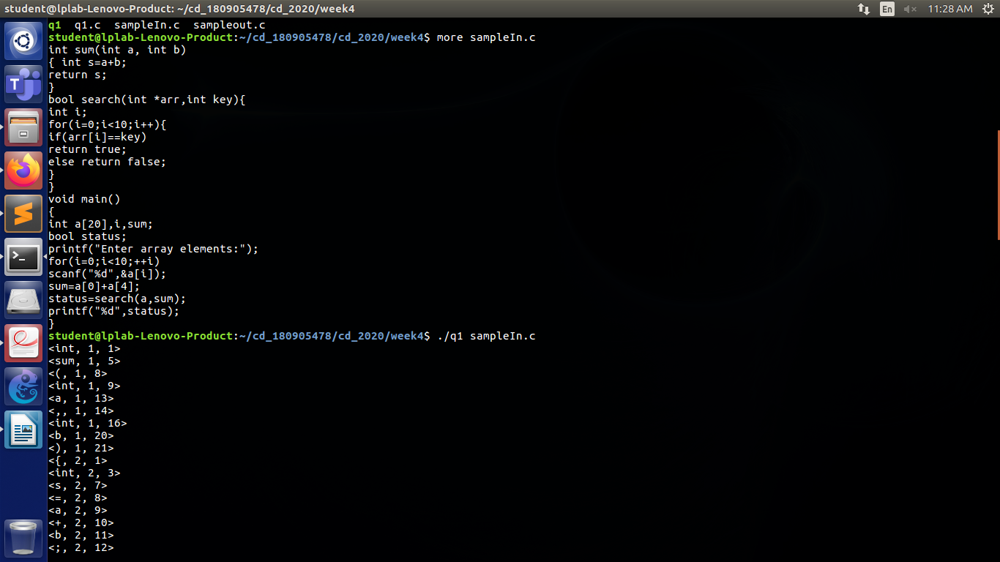 student@lplab-Lenovo-Product: ~/cd_180905478/cd_2020/week4 En 11:28 AM
q1 q1.c sampleIn.c sampleout.c
student@lplab-Lenovo-Product:~/cd_180905478/cd_2020/week4$ more sampleIn.c
int sum(int a, int b)
{ int s=a+b;
return s;
}
bool search(int *arr,int key){
int i;
for(i=0;i<10;i++){
if(arr[i]==key)
return true;
else return false;
}
}
void main()
{
int a[20],i,sum;
bool status;
printf("Enter array elements:");
for(i=0;i<10;++i)
scanf("%d",&a[i]);
sum=a[0]+a[4];
status=search(a,sum);
printf("%d",status);
}
student@lplab-Lenovo-Product:~/cd_180905478/cd_2020/week4$ ./q1 sampleIn.c
<int, 1, 1>
<sum, 1, 5>
<(, 1, 8>
<int, 1, 9>
<a, 1, 13>
<,, 1, 14>
<int, 1, 16>
<b, 1, 20>
<), 1, 21>
<{, 2, 1>
<int, 2, 3>
<s, 2, 7>
<=, 2, 8>
<a, 2, 9>
<+, 2, 10>
<b, 2, 11>
<;, 2, 12>